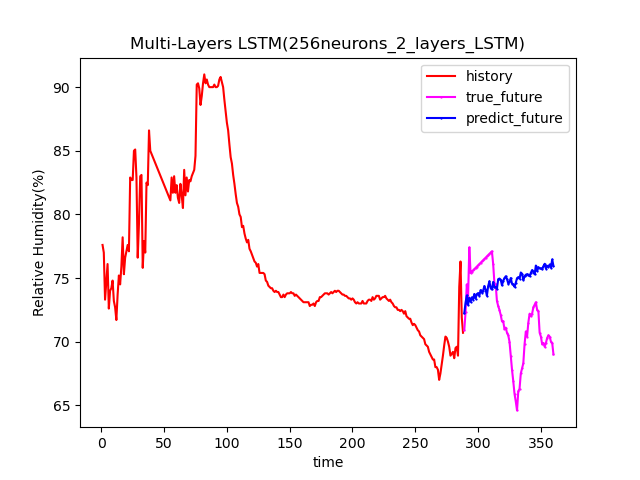 Multi-Layers LSTM(256neurons_2_layers_LSTM)
history
true_future
predict_future
Relative Humidity(%)
90
85
80
75
70
65
0 50 100 150 200 250 300 350
time